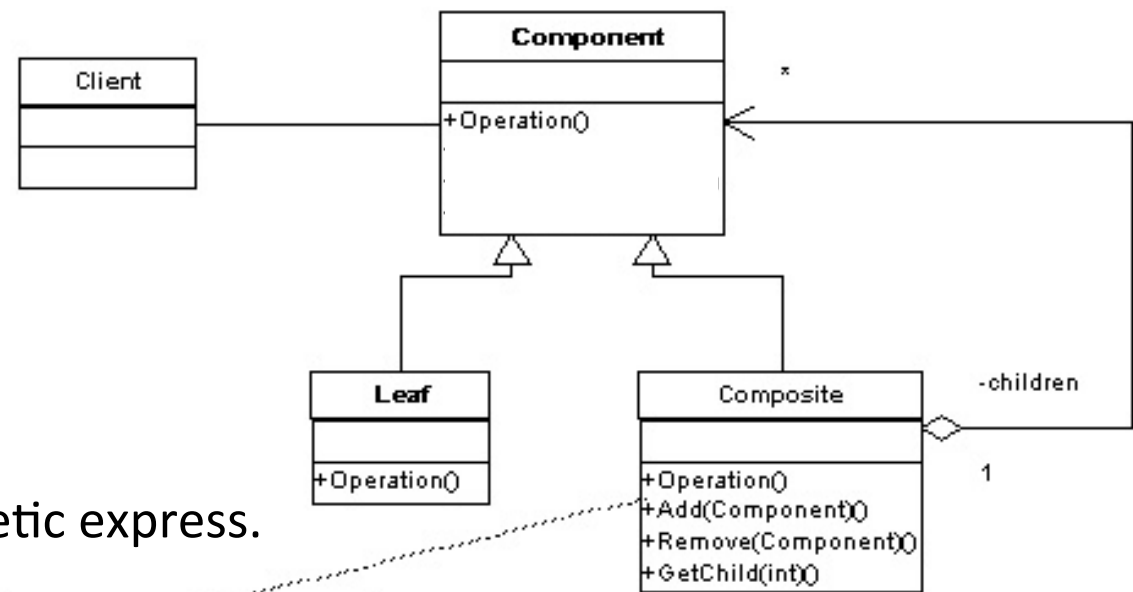 Component
Client
*
+Operation()
Leaf
Composite
-children
+Operation()
+Operation()
1
+Add(Component)()
etic express.
+Remove(Component)()
+GetChild(int)()